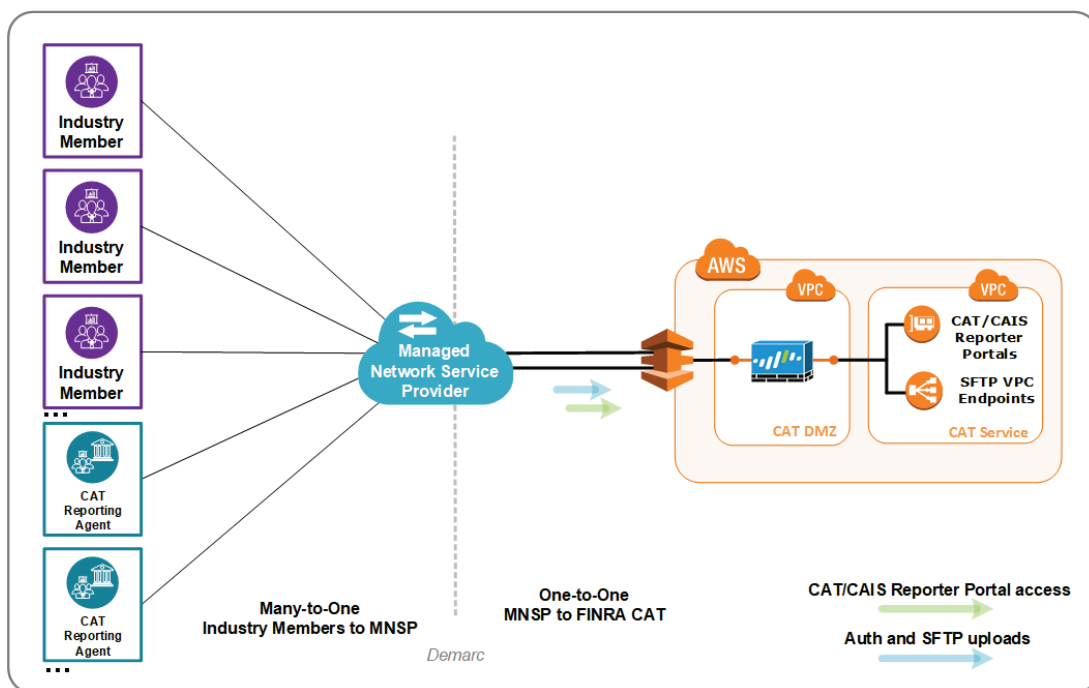 Industry
Member
Industry
Member
Industry
Member
...
CAT
Reporting
Agent
CAT
Reporting
Agent
...
Managed
Network Service
Provider
Many-to-One
Industry Members to MNSP
Demarc
One-to-One
MNSP to FINRA CAT
AWS
VPC
CAT DMZ
VPC
CAT/CAIS
Reporter
Portals
SFTP VPC
Endpoints
CAT Service
CAT/CAIS Reporter Portal access
Auth and SFTP uploads